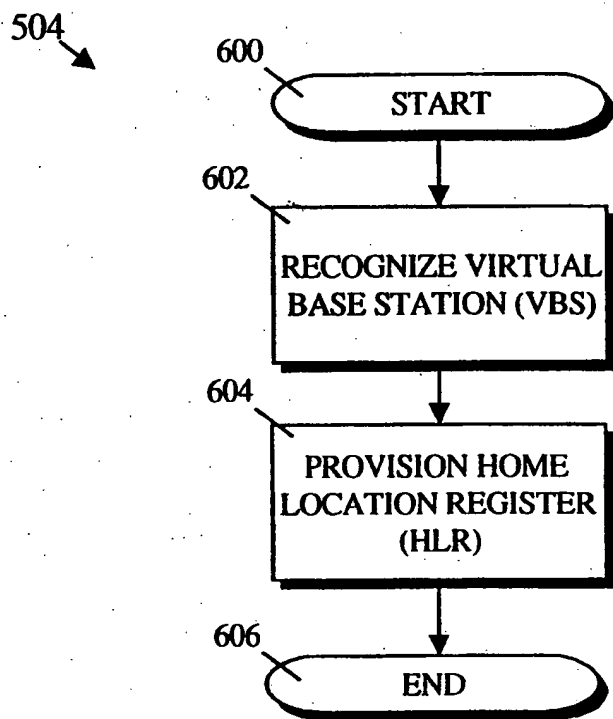 504
600
START
602
RECOGNIZE VIRTUAL
BASE STATION (VBS)
604
PROVISION HOME
LOCATION REGISTER
(HLR)
606
END